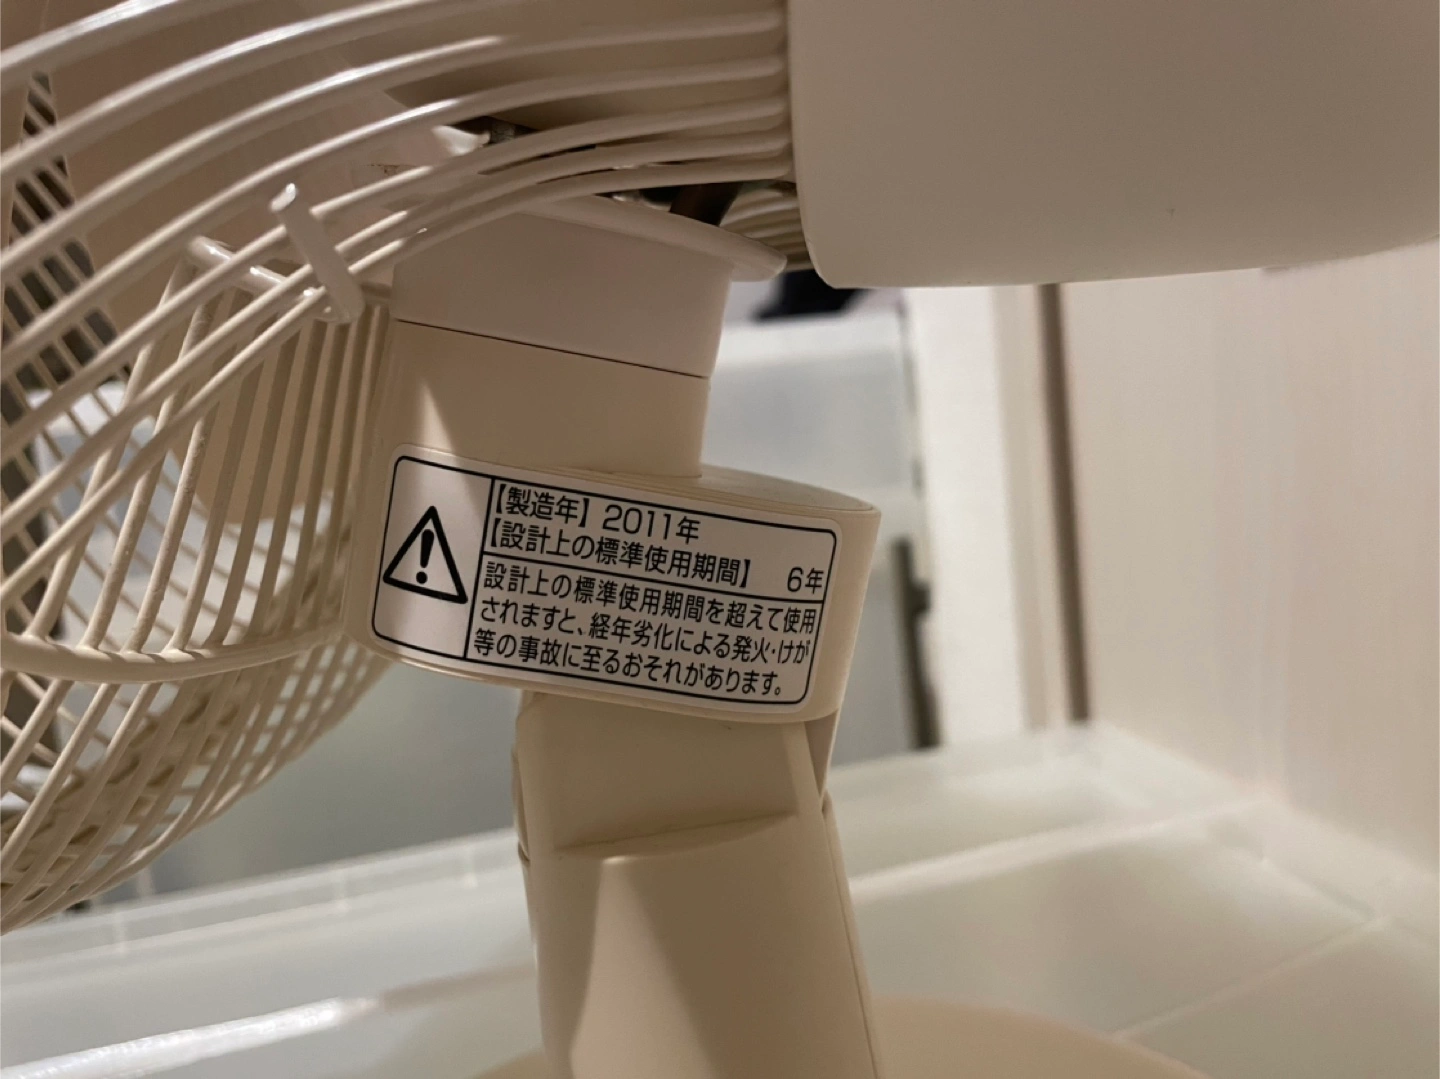 【製造年】 2011年
【設計上の標準使用期間】 6年
設計上の標準使用期間を超えて使用
されますと、経年劣化による発火・けが
等の事故に至るおそれがあります。